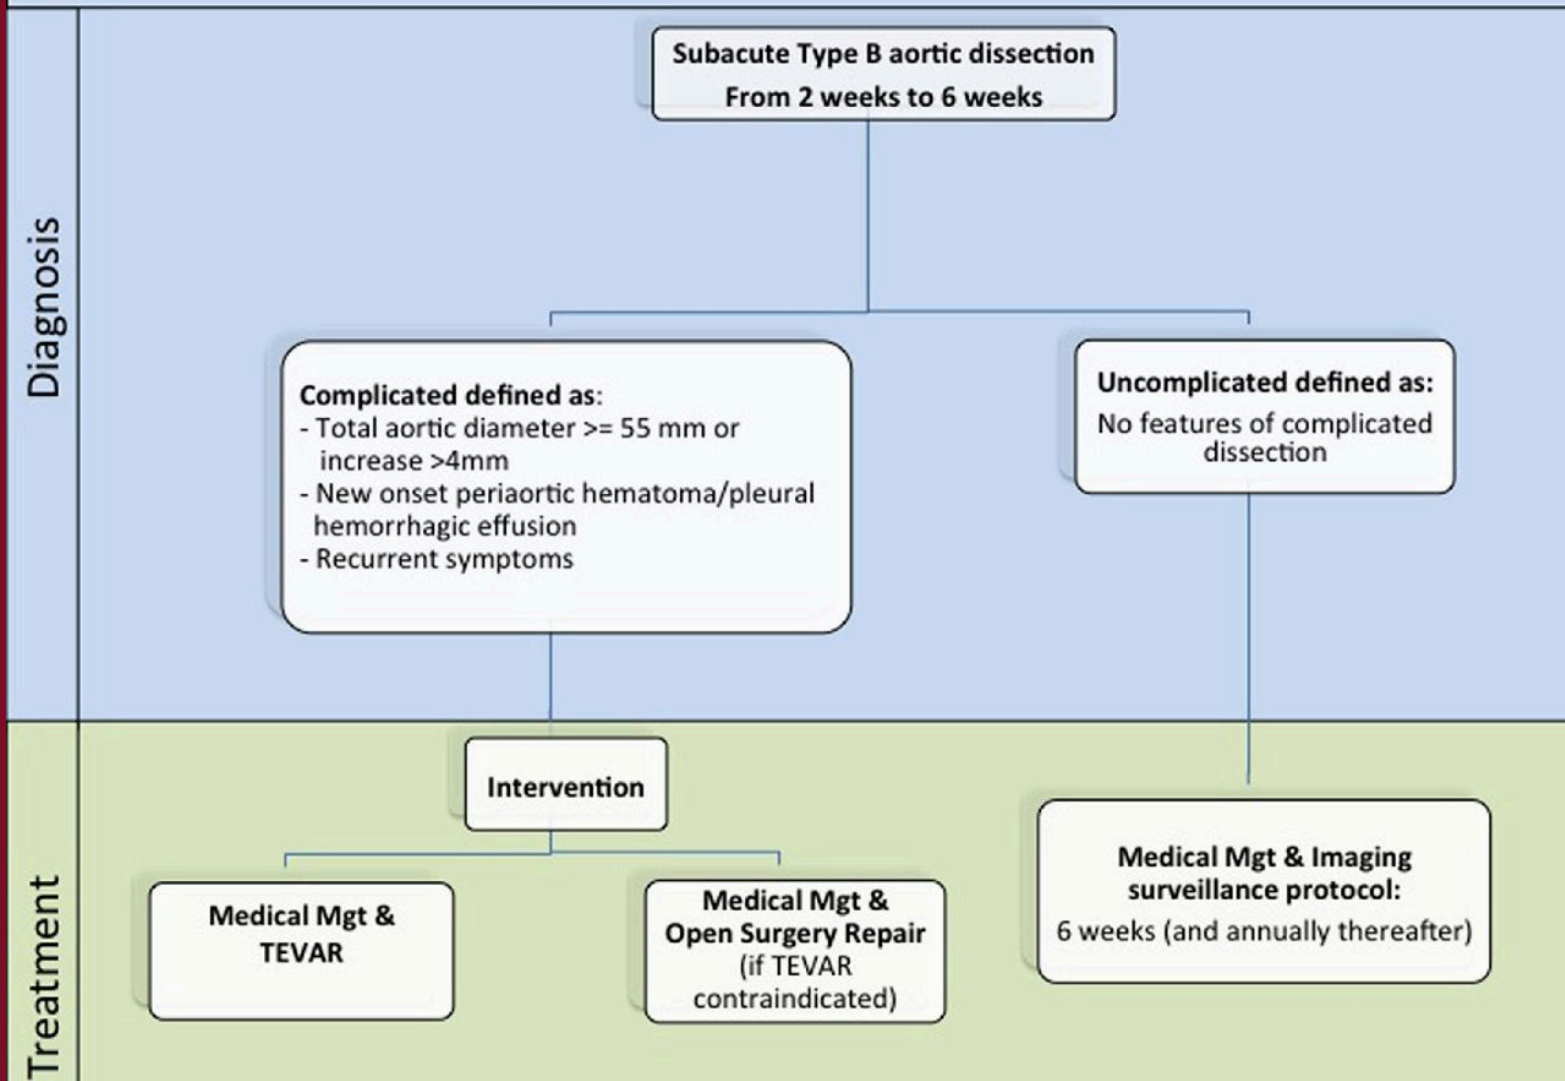 Diagnosis
Subacute Type B aortic dissection
From 2 weeks to 6 weeks
Complicated defined as:
- Total aortic diameter >= 55 mm or
increase >4mm
- New onset periaortic hematoma/pleural
hemorrhagic effusion
- Recurrent symptoms
Uncomplicated defined as:
No features of complicated
dissection
Treatment
Intervention
Medical Mgt &
TEVAR
Medical Mgt &
Open Surgery Repair
(if TEVAR
contraindicated)
Medical Mgt & Imaging
surveillance protocol:
6 weeks (and annually thereafter)